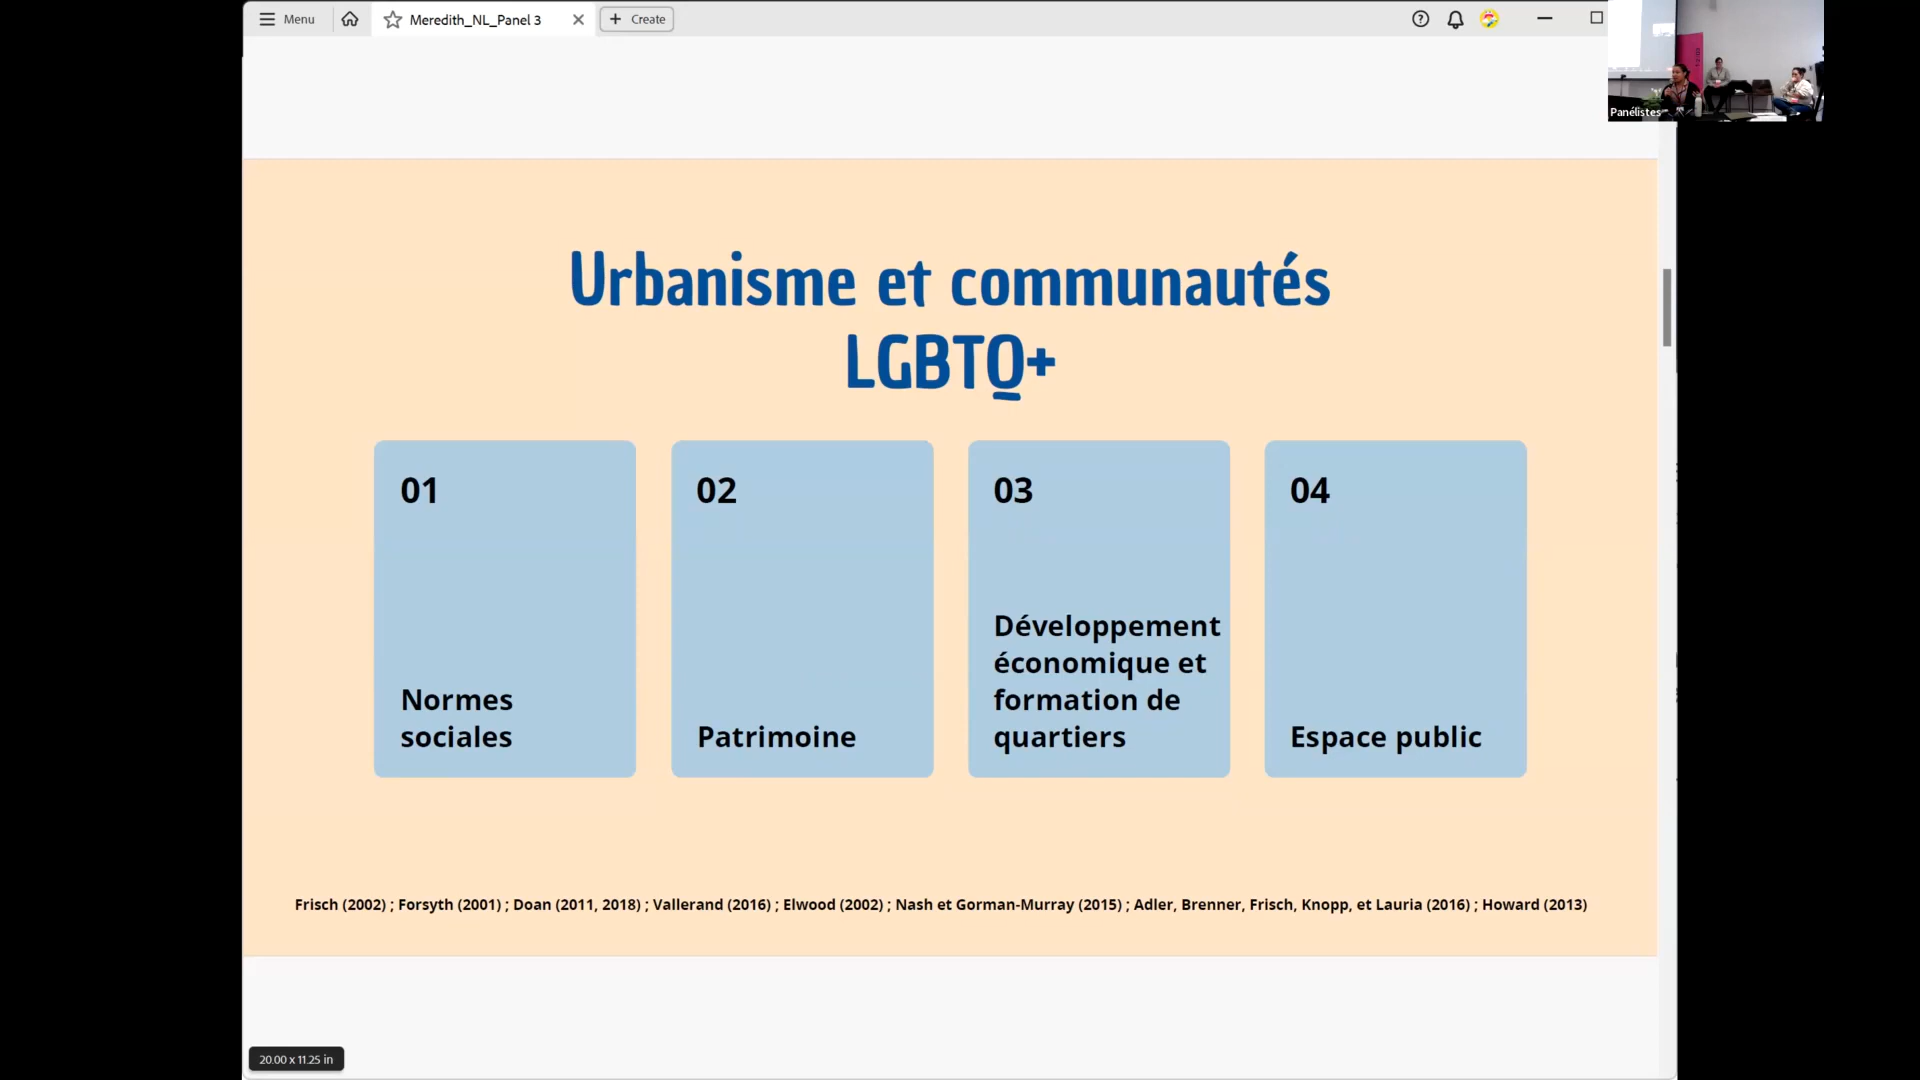 Menu
Meredith_NL_Panel 3
Create
Panélistes
Urbanisme et communautés
LGBTQ+
01
Normes
sociales
02
Patrimoine
03
Développement
économique et
formation de
quartiers
04
Espace public
Frisch (2002) ; Forsyth (2001) ; Doan (2011, 2018) ; Vallerand (2016) ; Elwood (2002) ; Nash et Gorman-Murray (2015) ; Adler, Brenner, Frisch, Knopp, et Lauria (2016) ; Howard (2013)
20.00 x 11.25 in